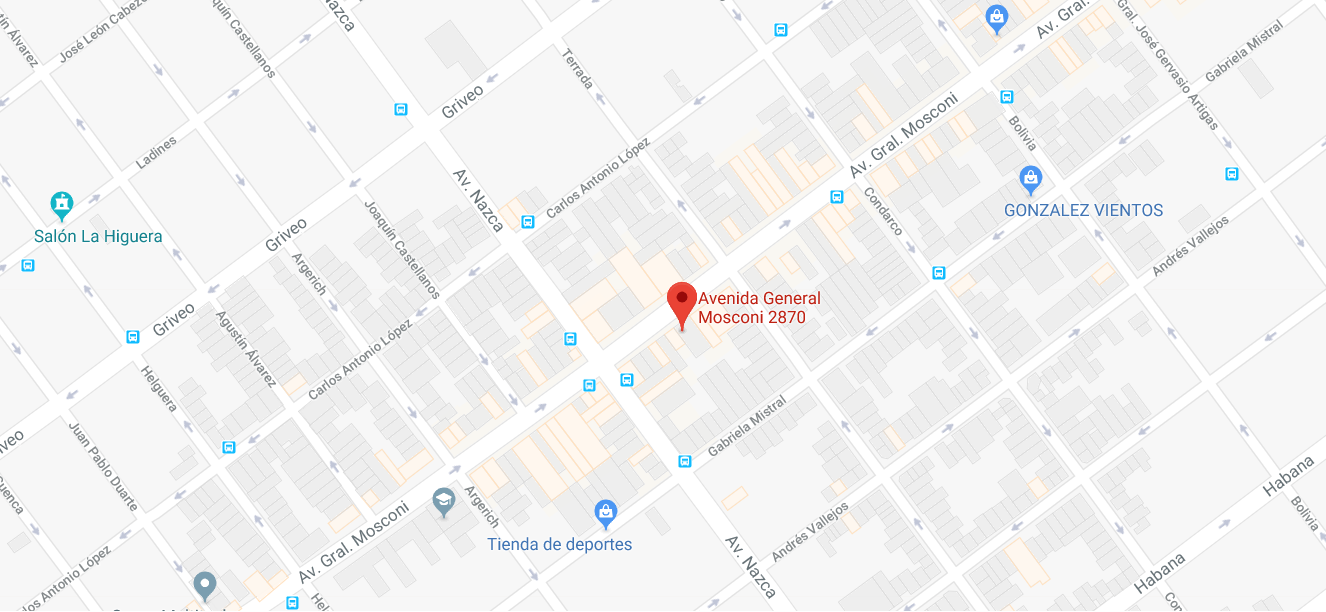 José León Cabezó
Av. Gral.
Gral. José Gervasio Artigas
Nazca
Castellanos
Álvarez
Terrada
Gabriela Mistral
Griveo
Av. Gral. Mosconi
Bolivia
Ladines
Carlos Antonio López
Av. Nazca
GONZALEZ VIENTOS
Condarco
Joaquín Castellanos
Salón La Higuera
Griveo
Andrés Vallejos
Argerich
Griveo
Avenida General
Mosconi 2870
Agustín Álvarez
Carlos Antonio López
Helguera
Gabriela Mistral
Juan Pablo Duarte
Cuenca
Habana
Argerich
Av. Gral. Mosconi
Andrés Vallejos
Bolivia
Tienda de deportes
Av. Nazca
Antonio López
Habana